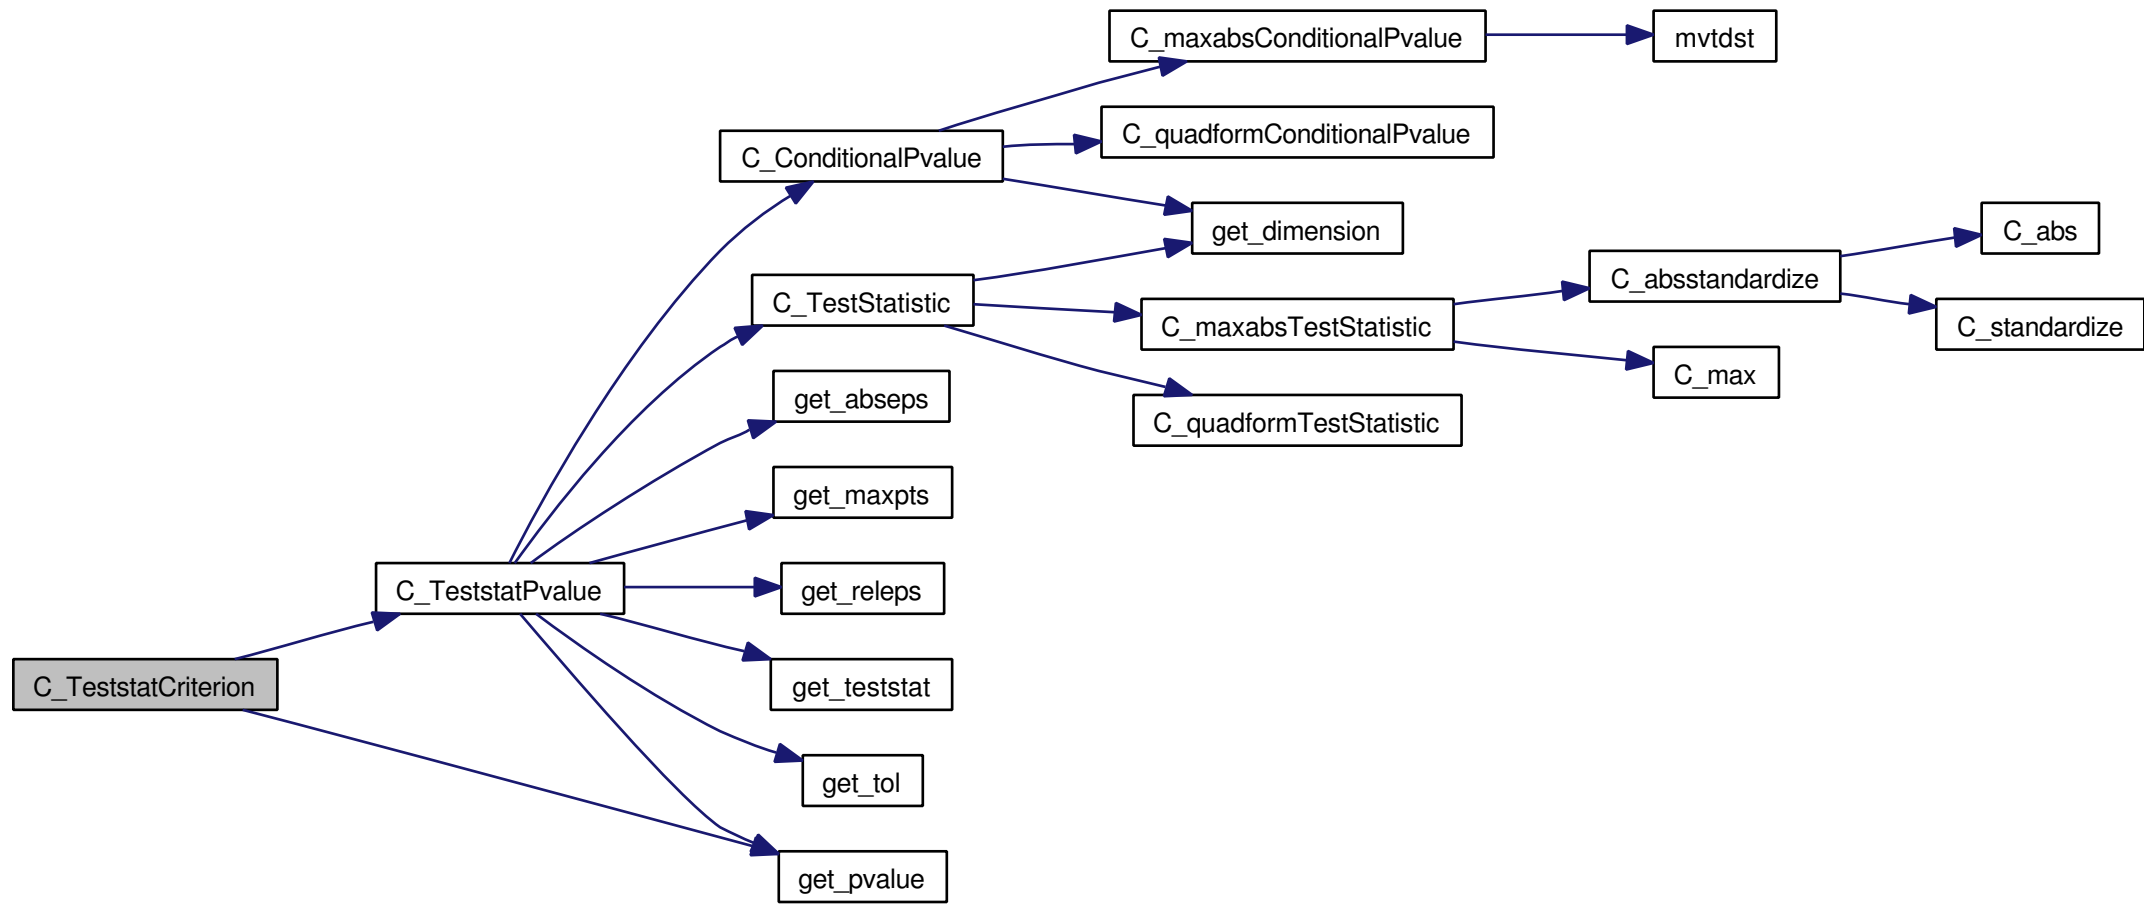 C_maxabsConditionalPvalue
mvtdst
C_quadformConditionalPvalue
C_ConditionalPvalue
get_dimension
C_abs
C_absstandardize
C_TestStatistic
C_maxabsTestStatistic
C_standardize
C_max
get_abseps
C_quadformTestStatistic
get_maxpts
C_TeststatPvalue
get_releps
C_TeststatCriterion
get_teststat
get_tol
get_pvalue